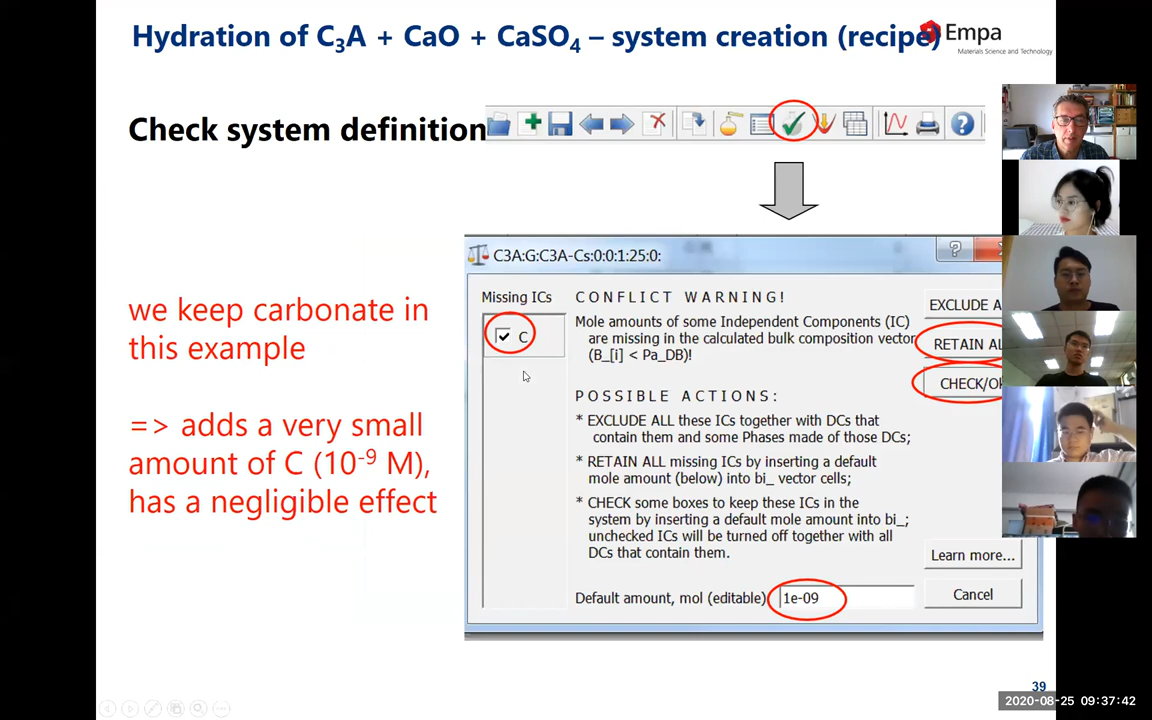 Hydration of C3A + CaO + CaSO4 – system creation (recipe)
Empa
Materials Science and Technology
Check system definition
C3A:G:C3A-Cs:0:0:1:25:0:
Missing ICs
C
CONFLICT WARNING!
Mole amounts of some Independent Components (IC)
are missing in the calculated bulk composition vector
(B_[i] < Pa_DB)!
POSSIBLE ACTIONS:
* EXCLUDE ALL these ICs together with DCs that
contain them and some Phases made of those DCs;
* RETAIN ALL missing ICs by inserting a default
mole amount (below) into bi_ vector cells;
* CHECK some boxes to keep these ICs in the
system by inserting a default mole amount into bi_;
unchecked ICs will be turned off together with all
DCs that contain them.
Default amount, mol (editable)
1e-09
EXCLUDE A
RETAIN AL
CHECK/O
Learn more...
Cancel
we keep carbonate in
this example
=> adds a very small
amount of C (10-9 M),
has a negligible effect
39
2020-08-25 09:37:42